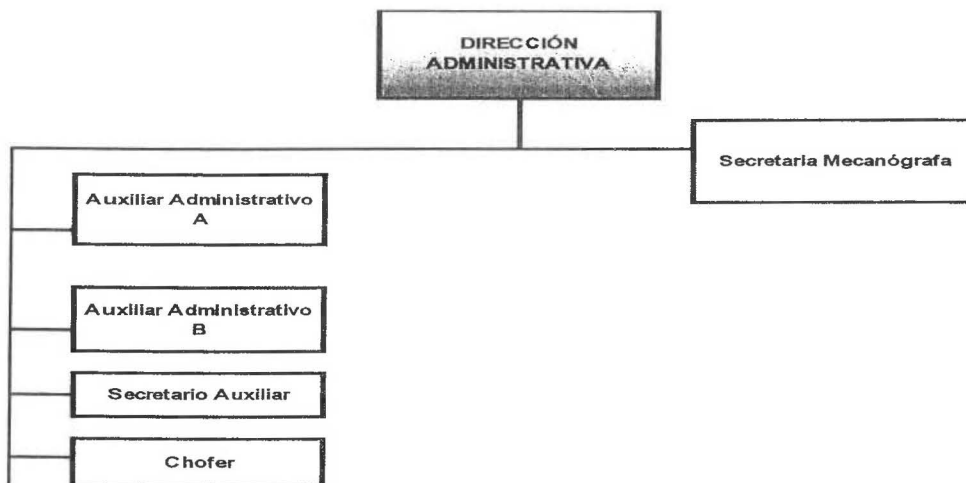 DIRECCIÓN
ADMINISTRATIVA
Secretaria Mecanógrafa
Auxiliar Administrativo
A
Auxiliar Administrativo
B
Secretario Auxiliar
Chofer